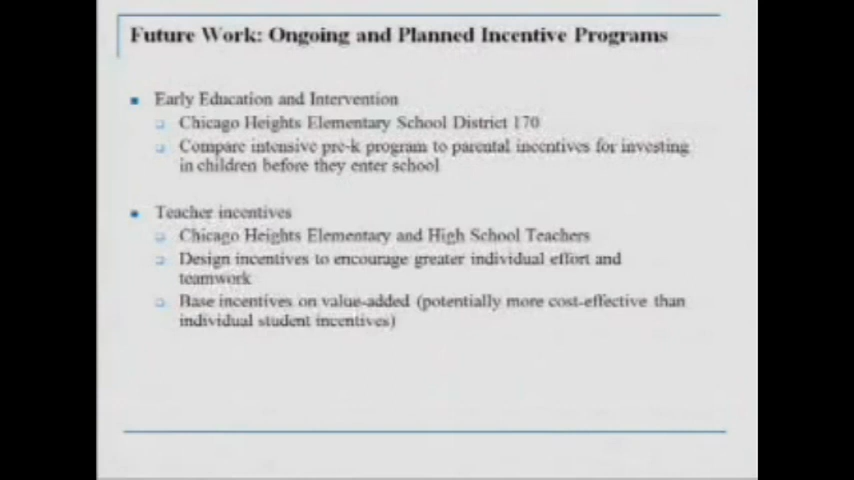 Future Work: Ongoing and Planned Incentive Programs
Early Education and Intervention
Chicago Heights Elementary School District 170
Compare intensive pre-k program to parental incentives for investing
in children before they enter school
Teacher incentives
Chicago Heights Elementary and High School Teachers
Design incentives to encourage greater individual effort and
teamwork
Base incentives on value-added (potentially more cost-effective than
individual student incentives)